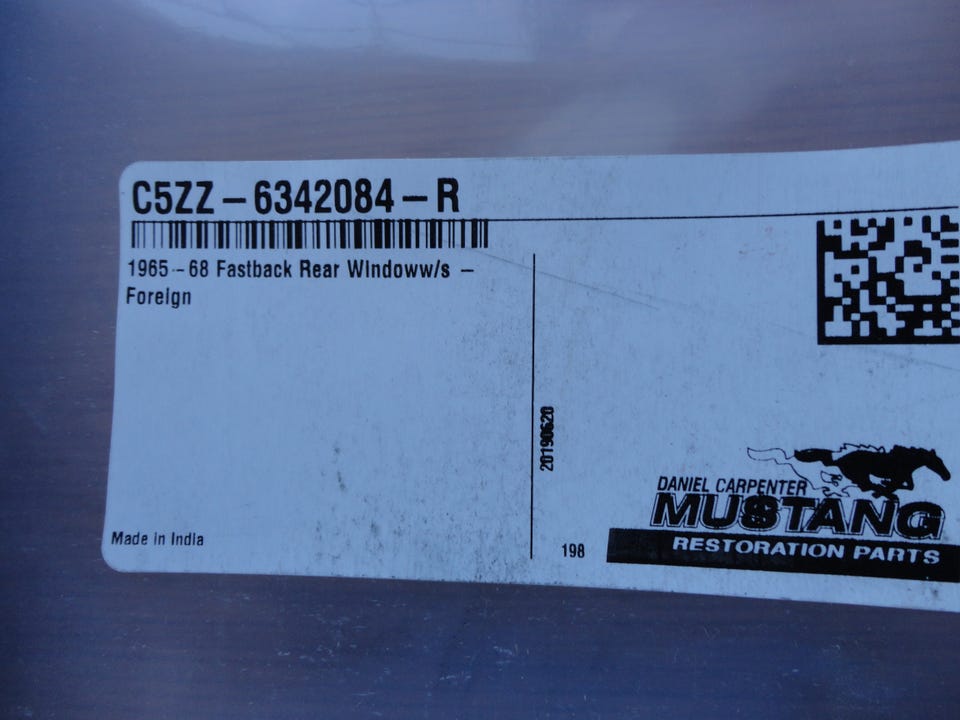 C5ZZ-6342084-R
1965-68 Fastback Rear Windoww/s -
Foreign
Made in India
20190620
198
DANIEL CARPENTER
MUSTANG
RESTORATION PARTS